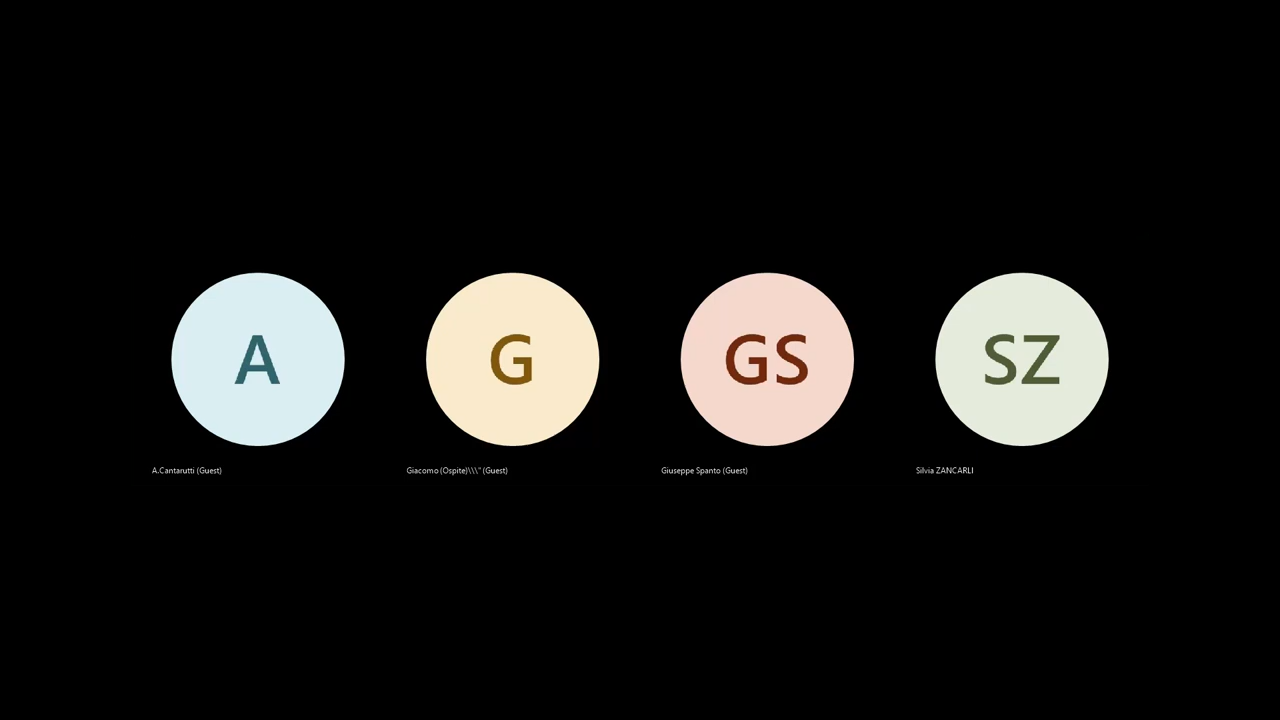 A
G
GS
SZ
A.Cantarutti (Guest)
Giacomo (Ospite)\\\" (Guest)
Giuseppe Spanto (Guest)
Silvia ZANCARLI